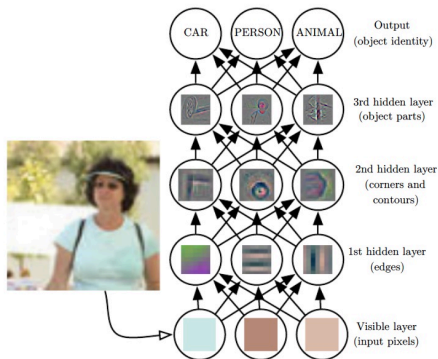 CAR
PERSON
ANIMAL
Output
(object identity)
3rd hidden layer
(object parts)
2nd hidden layer
(corners and
contours)
1st hidden layer
(edges)
Visible layer
(input pixels)